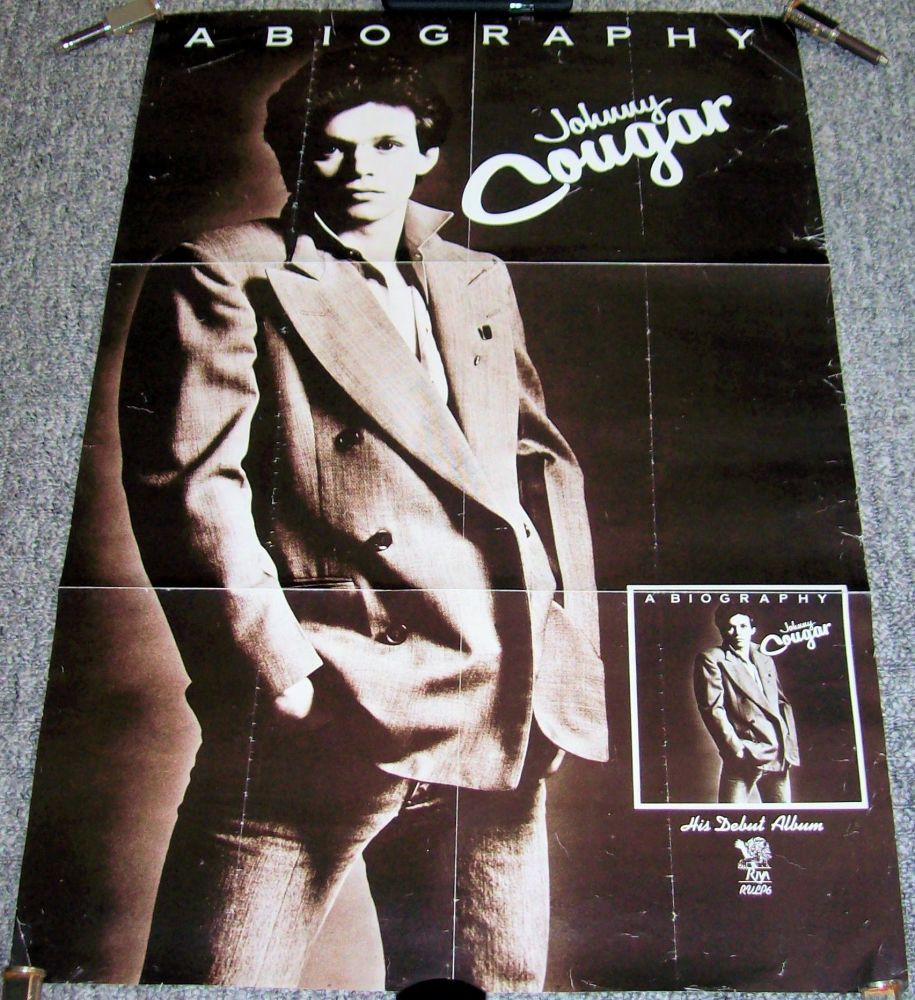 A BIOGRAPHY
Johnny
Cougar
A BIOGRAPHY
Johnny
Cougar
His Debut Album
Riva
RVLP6